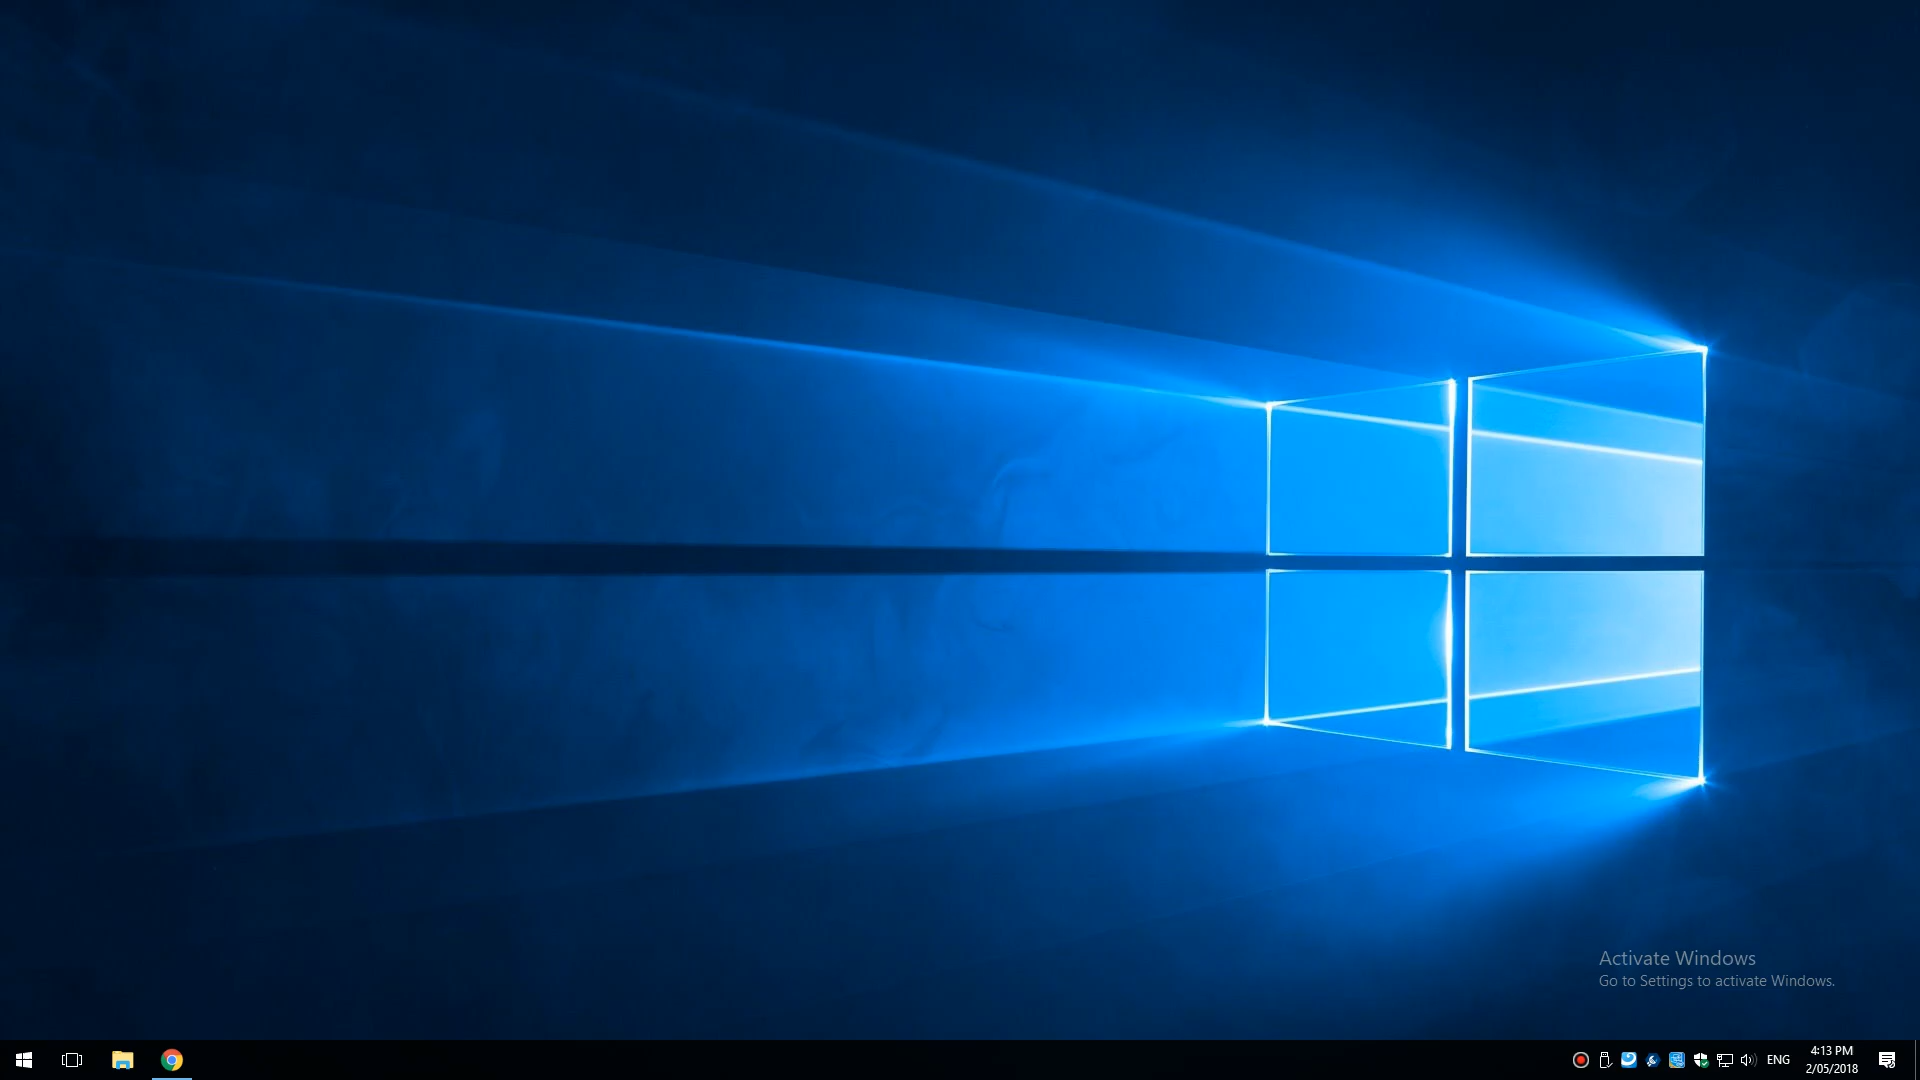 Activate Windows
Go to Settings to activate Windows.
ENG
4:13 PM
2/05/2018